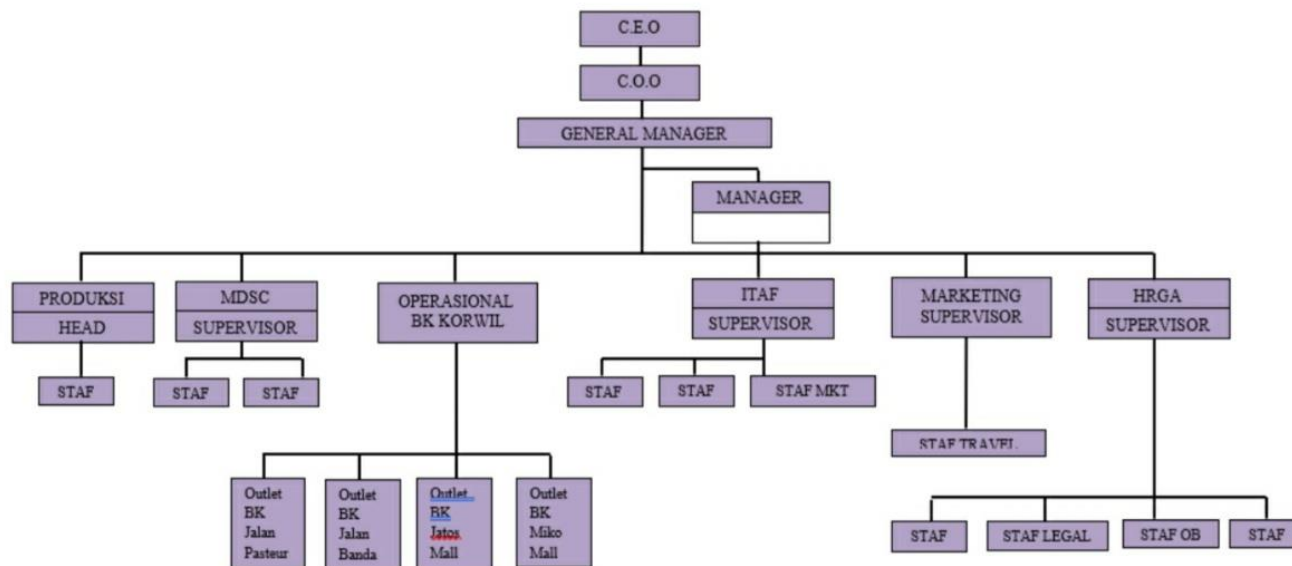 C.E.O
C.O.O
GENERAL MANAGER
MANAGER
PRODUKSI
HEAD
MDSC
SUPERVISOR
OPERASIONAL
BK KORWIL
ITAF
SUPERVISOR
MARKETING
SUPERVISOR
HRGA
SUPERVISOR
STAF
STAF
STAF
STAF
STAF
STAF MKT
STAF TRAVEL
Outlet
BK
Jalan
Pasteur
Outlet
BK
Jalan
Banda
Outlet
BK
Jatos
Mall
Outlet
BK
Miko
Mall
STAF
STAF LEGAL
STAF OB
STAF